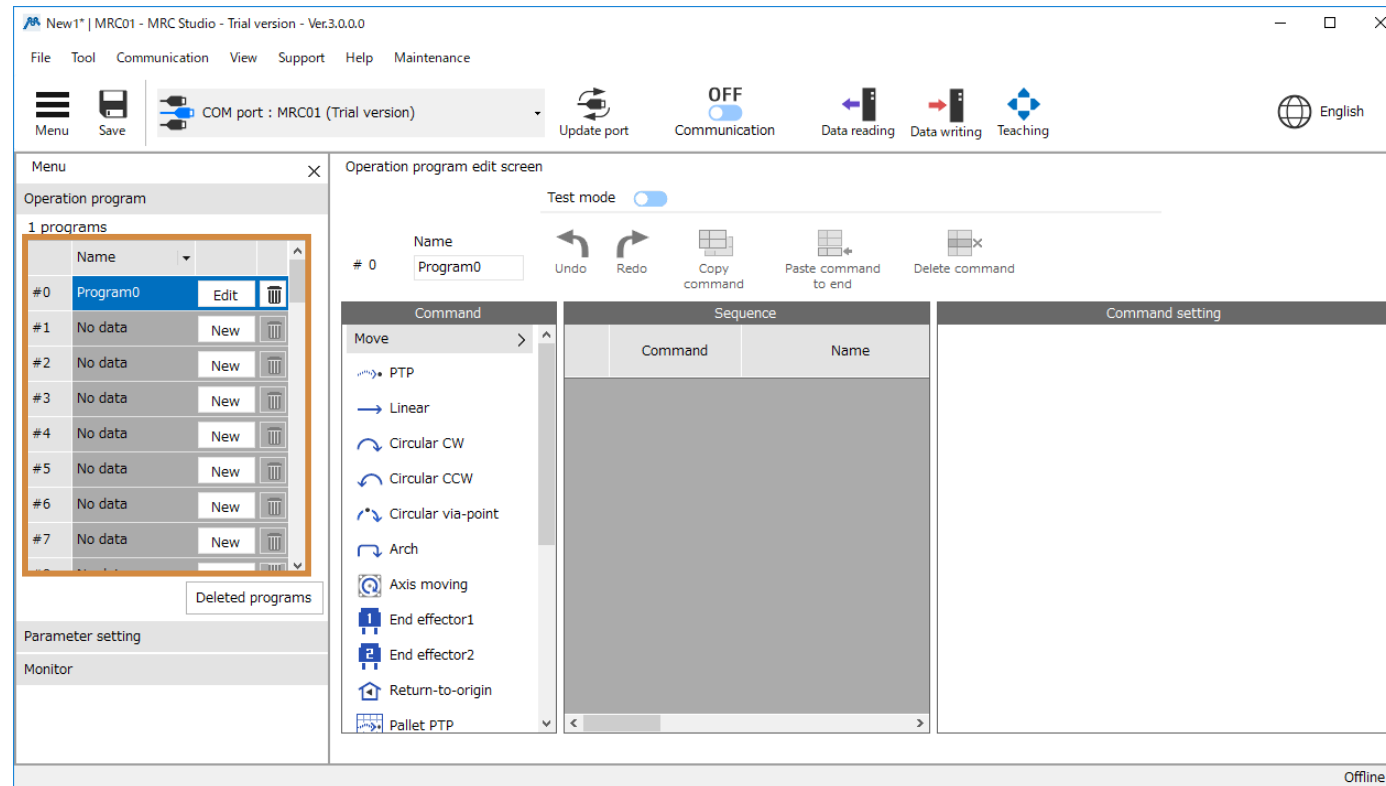 New1* | MRC01 - MRC Studio - Trial version - Ver.3.0.0.0
File Tool Communication View Support Help Maintenance
Menu Save COM port : MRC01 (Trial version) Update port OFF Communication Data reading Data writing Teaching English
Menu
Operation program
1 programs
Name
#0 Program0 Edit
#1 No data New
#2 No data New
#3 No data New
#4 No data New
#5 No data New
#6 No data New
#7 No data New
Deleted programs
Parameter setting
Monitor
Operation program edit screen
Test mode
# 0 Name Program0
Undo Redo Copy command Paste command to end Delete command
Command
Move
PTP
Linear
Circular CW
Circular CCW
Circular via-point
Arch
Axis moving
1 End effector1
2 End effector2
Return-to-origin
Pallet PTP
Sequence
Command Name
Command setting
Offline